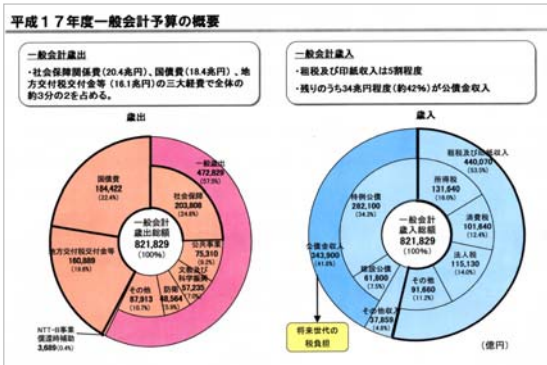 平成17年度一般会計予算の概要
一般会計歳出
・社会保障関係費(20.4兆円)、国債費(18.4兆円)、地
方交付税交付金等(16.1兆円)の三大経費で全体の
約3分の2を占める。
一般会計歳入
・租税及び印紙収入は5割程度
・残りのうち34兆円程度(約42%)が公債金収入
歳出
一般歳出
472,829
(57.5%)
国債費
184,422
(22.4%)
社会保障
203,808
(24.8%)
一般会計
歳出総額
821,829
(100%)
公共事業
75,310
(9.2%)
文教及び
科学振興
57,235
(7.0%)
防衛
48,564
(5.9%)
その他
87,913
(10.7%)
地方交付税交付金等
160,889
(19.6%)
NTT-B事業
償還時補助
3,689(0.4%)
歳入
租税及び印紙収入
440,070
(53.5%)
所得税
131,640
(16.0%)
消費税
101,640
(12.4%)
法人税
115,130
(14.0%)
その他
91,660
(11.2%)
一般会計
歳入総額
821,829
(100%)
特例公債
282,100
(34.3%)
建設公債
61,800
(7.5%)
公債金収入
343,900
(41.8%)
その他収入
37,859
(4.6%)
将来世代の
税負担
(億円)